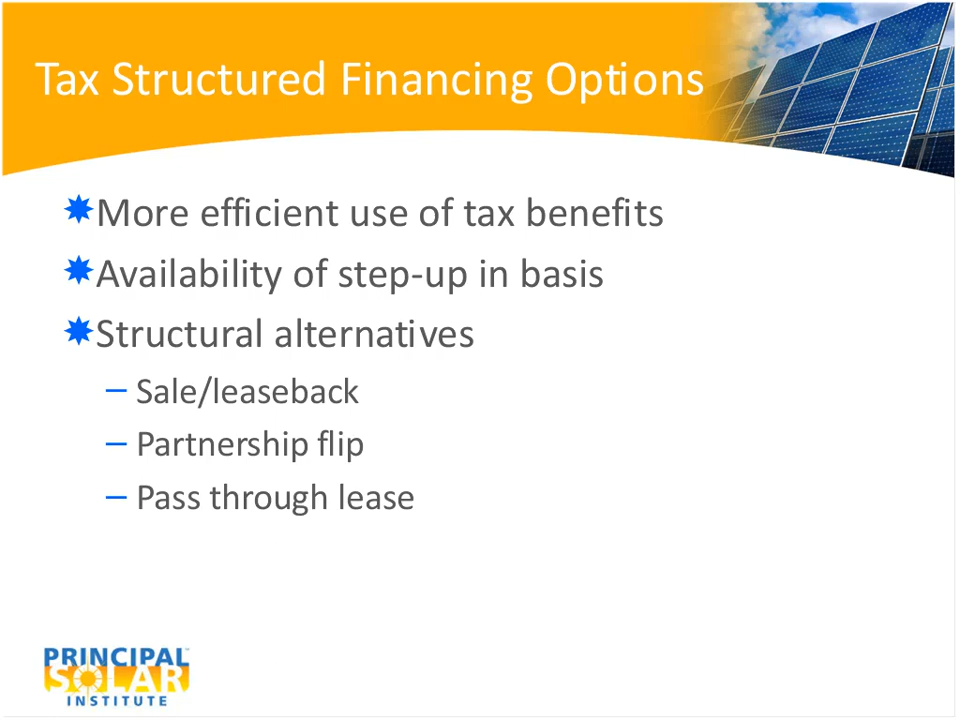 Tax Structured Financing Options
More efficient use of tax benefits
Availability of step-up in basis
Structural alternatives
– Sale/leaseback
– Partnership flip
– Pass through lease
PRINCIPAL
SOLAR
INSTITUTE